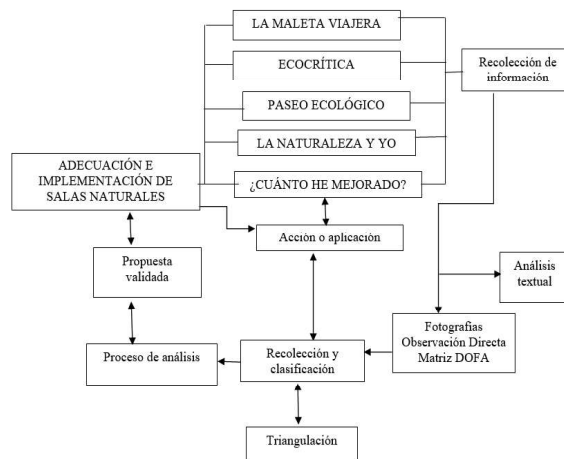 LA MALETA VIAJERA
ECOCRÍTICA
Recolección de
información
PASEO ECOLÓGICO
LA NATURALEZA Y YO
ADECUACIÓN E
IMPLEMENTACIÓN DE
SALAS NATURALES
¿CUÁNTO HE MEJORADO?
Acción o aplicación
Propuesta
validada
Análisis
textual
Fotografías
Observación Directa
Matriz DOFA
Proceso de análisis
Recolección y
clasificación
Triangulación